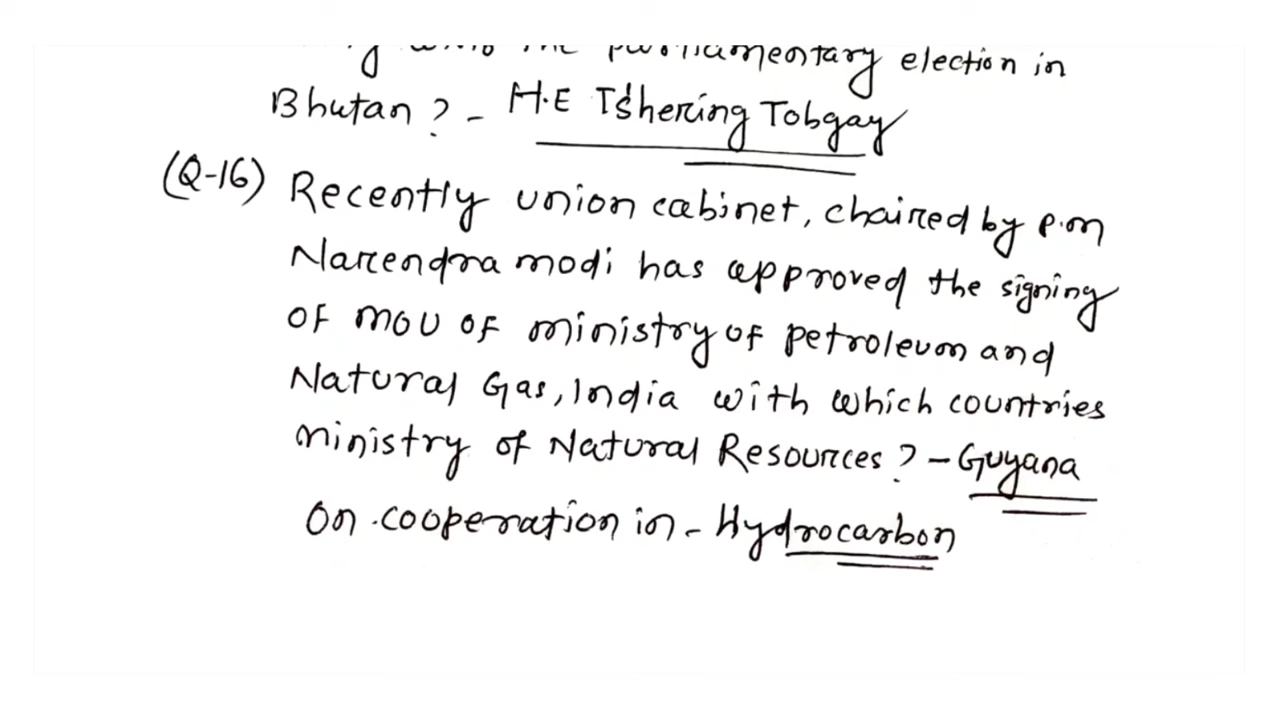 the parliamentary election in
Bhutan ? - H.E Tshering Tobgay
(Q-16) Recently union cabinet, chaired by P.M
Narendra modi has approved the signing
OF MOU OF ministry of petroleum and
Natural Gas, India with which countries
ministry of Natural Resources ? - Guyana
On cooperation in - Hydrocarbon